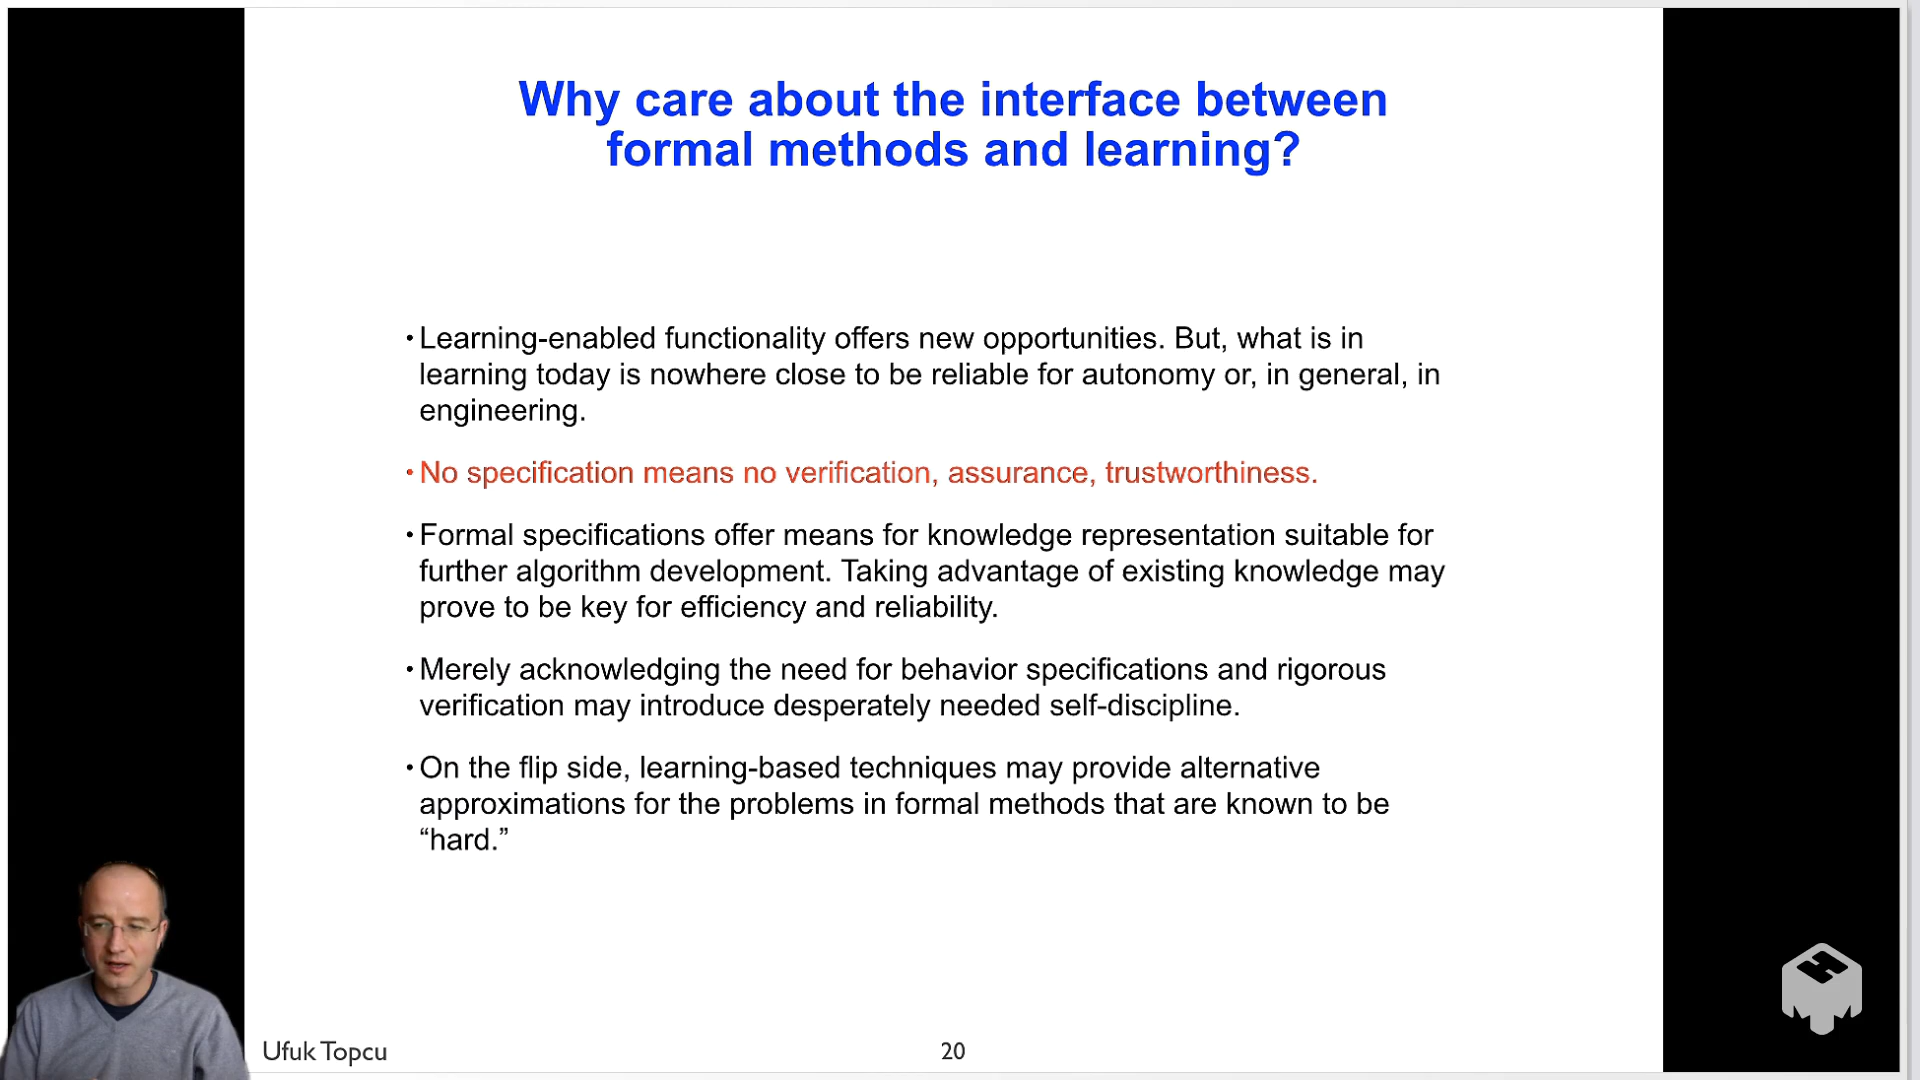 Why care about the interface between
formal methods and learning?
• Learning-enabled functionality offers new opportunities. But, what is in
learning today is nowhere close to be reliable for autonomy or, in general, in
engineering.
• No specification means no verification, assurance, trustworthiness.
• Formal specifications offer means for knowledge representation suitable for
further algorithm development. Taking advantage of existing knowledge may
prove to be key for efficiency and reliability.
• Merely acknowledging the need for behavior specifications and rigorous
verification may introduce desperately needed self-discipline.
• On the flip side, learning-based techniques may provide alternative
approximations for the problems in formal methods that are known to be
“hard.”
Ufuk Topcu
20